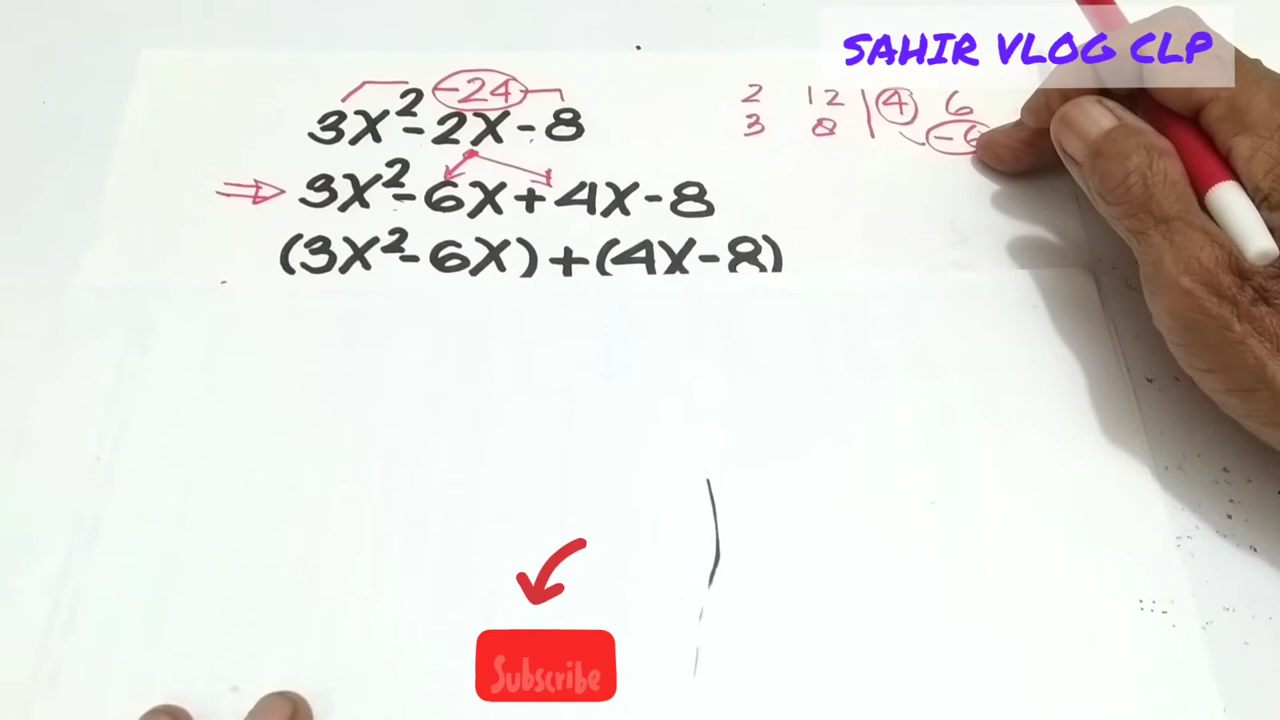 SAHIR VLOG CLP
-24
3X²-2X-8
2 12 | 4 6
3 8 | -6
⇒ 3X²-6X+4X-8
(3X²-6X)+(4X-8)
Subscribe